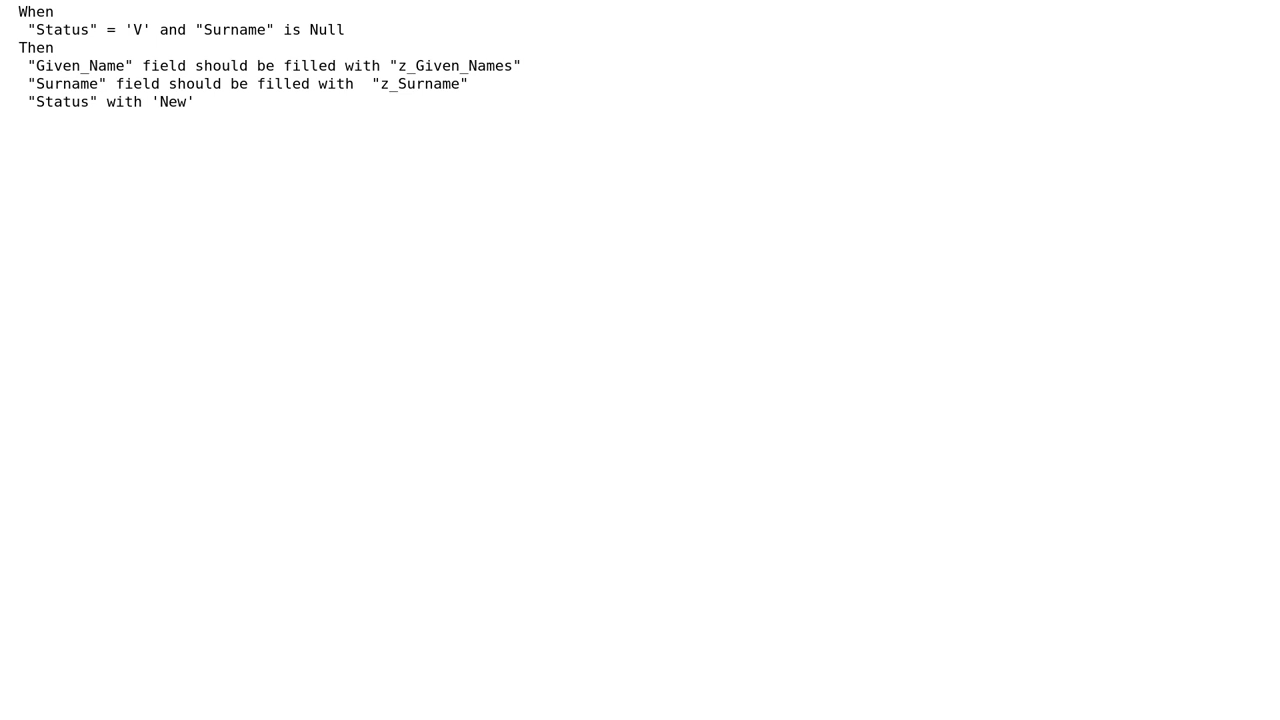 When
 "Status" = 'V' and "Surname" is Null
Then
 "Given_Name" field should be filled with "z_Given_Names"
 "Surname" field should be filled with  "z_Surname"
 "Status" with 'New'